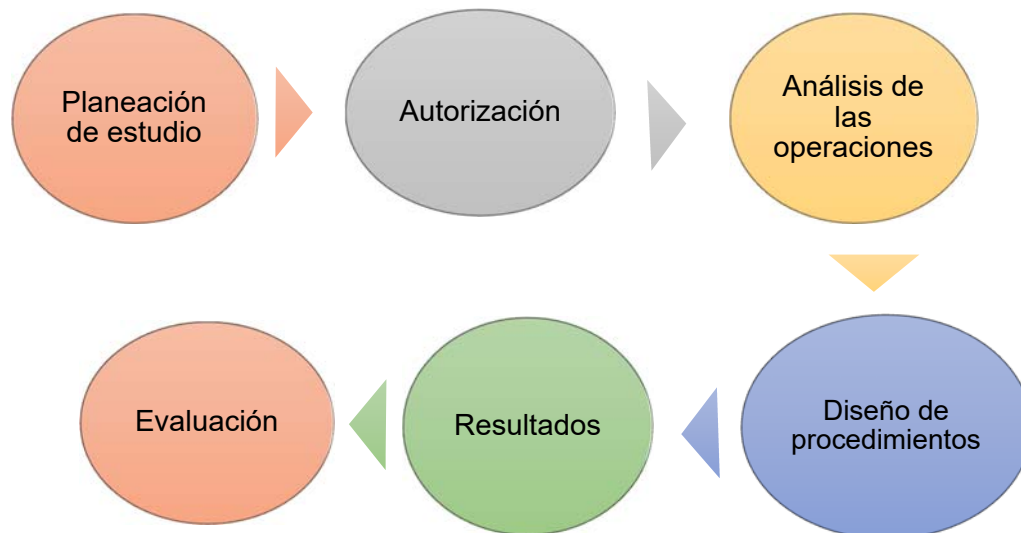 Planeación
de estudio
Autorización
Análisis de
las
operaciones
Diseño de
procedimientos
Resultados
Evaluación